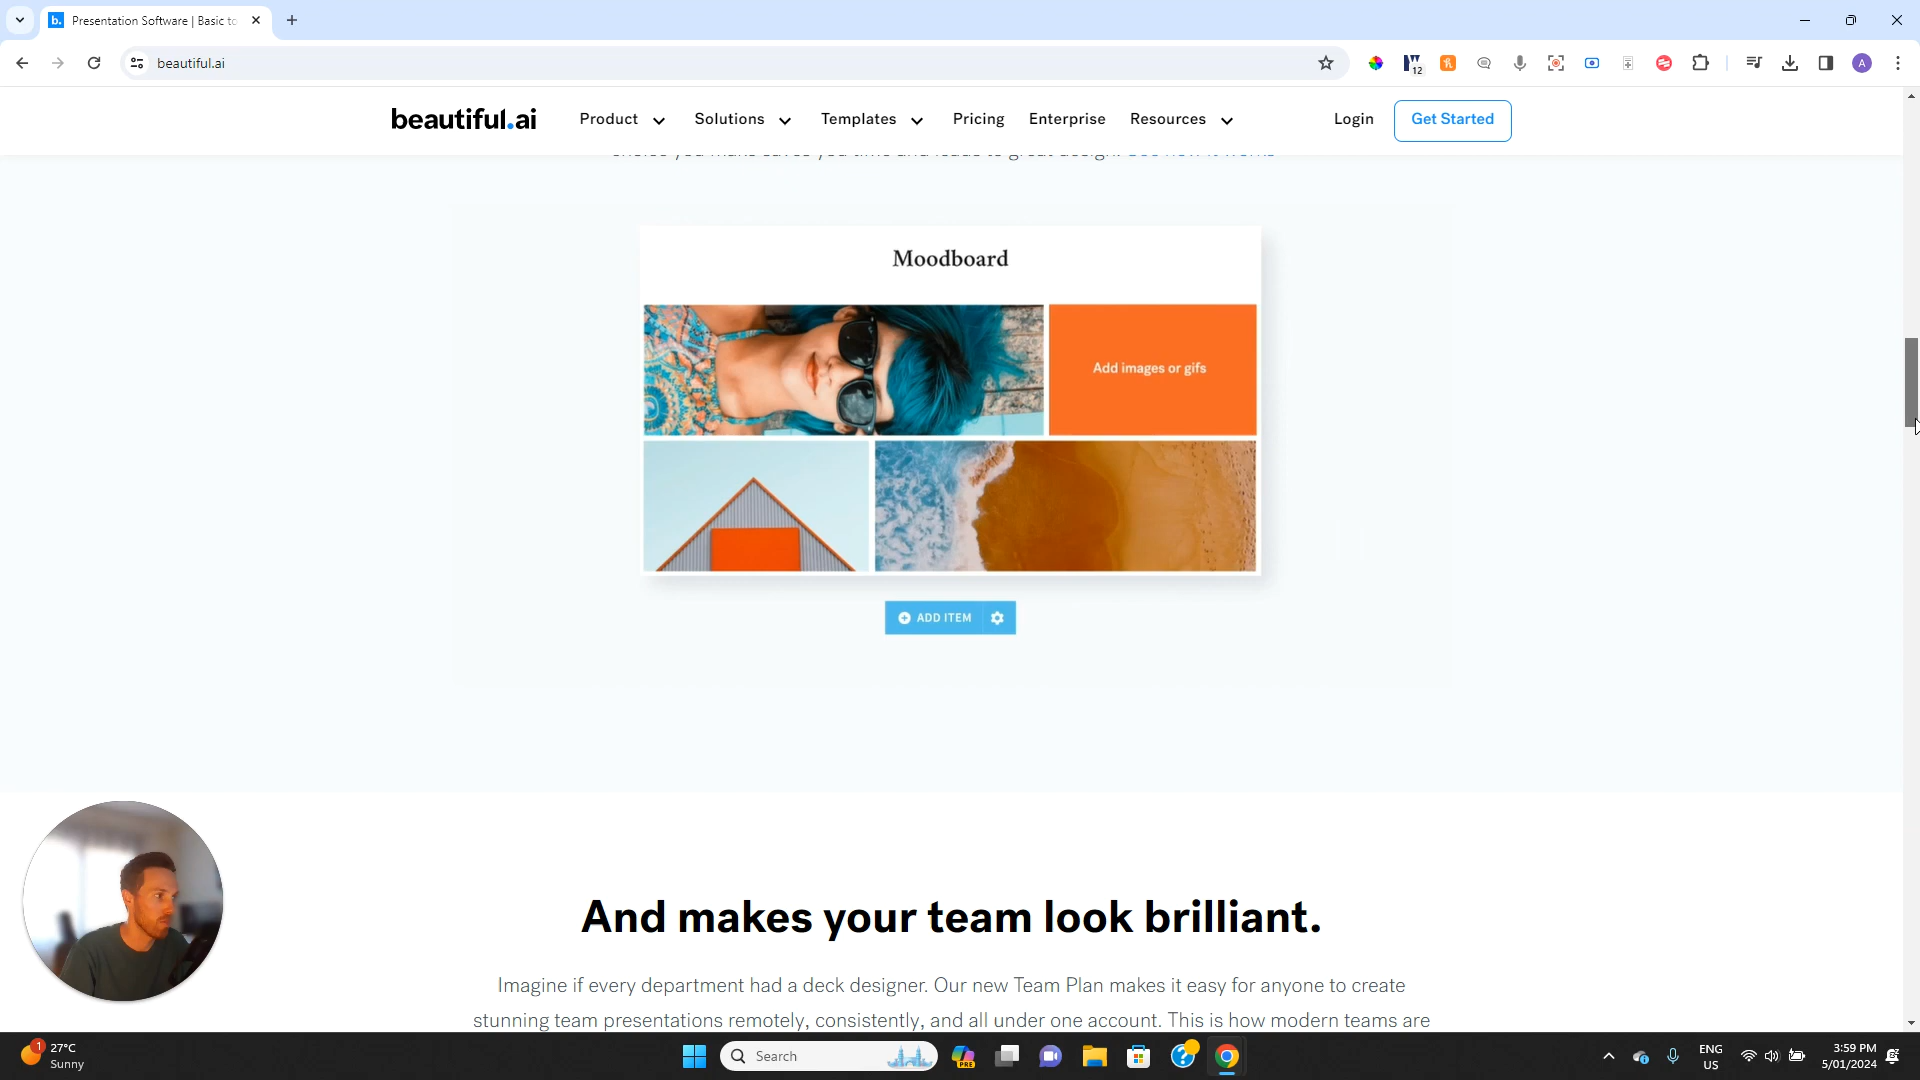 Presentation Software | Basic to
beautiful.ai
12
A
beautiful.ai
Product
Solutions
Templates
Pricing
Enterprise
Resources
Login
Get Started
Moodboard
Add images or gifs
ADD ITEM
And makes your team look brilliant.
Imagine if every department had a deck designer. Our new Team Plan makes it easy for anyone to create
stunning team presentations remotely, consistently, and all under one account. This is how modern teams are
1
27°C
Sunny
Search
PRE
ENG
US
3:59 PM
5/01/2024